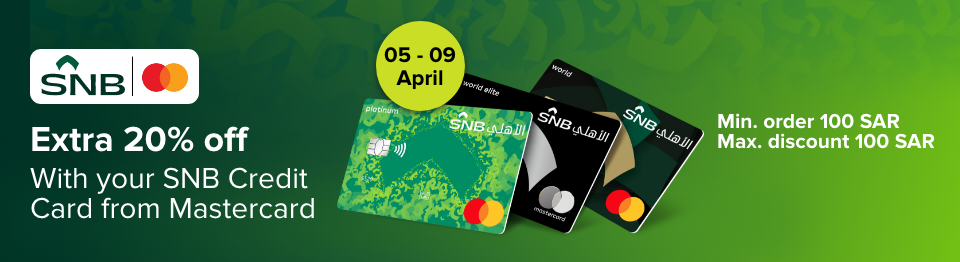 SNB
Extra 20% off
With your SNB Credit
Card from Mastercard
05 - 09
April
platinum
SNB الأهلي
world elite
SNB الأهلي
mastercard
world
SNB الأهلي
Min. order 100 SAR
Max. discount 100 SAR